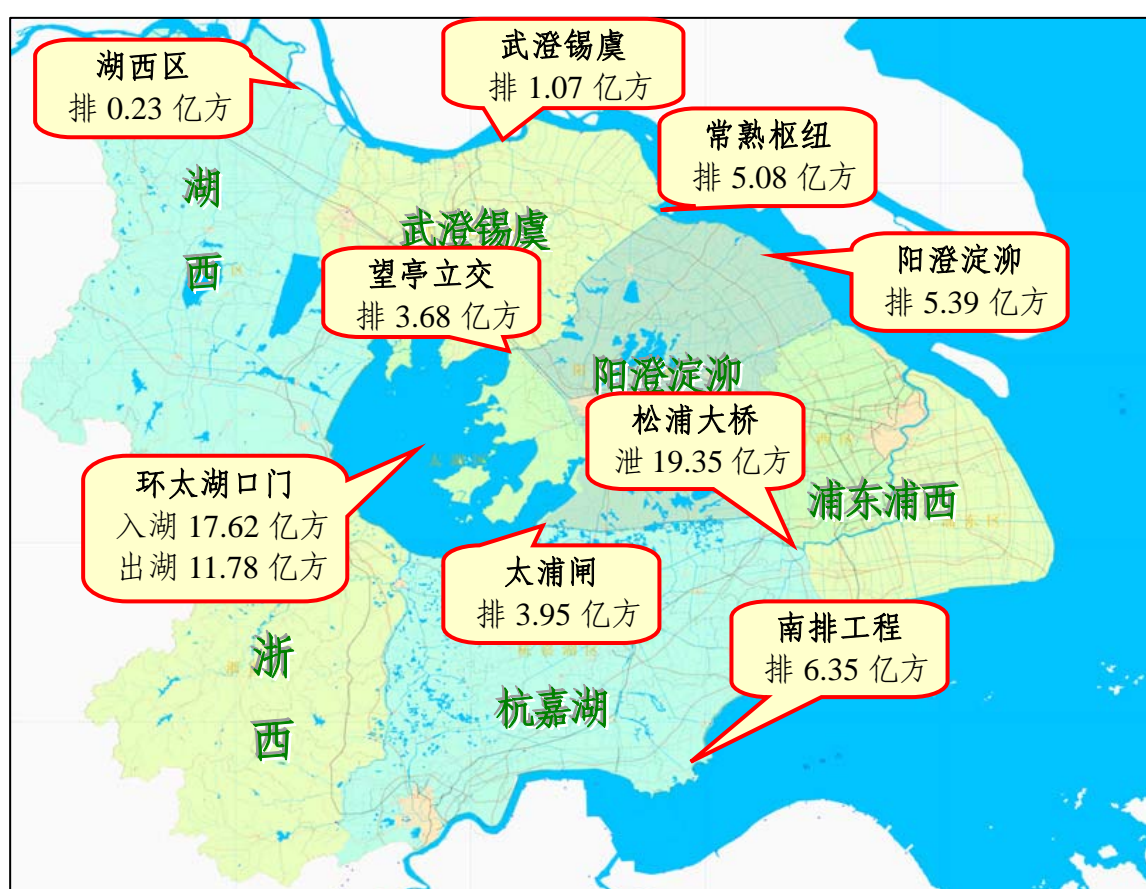 湖西区
排 0.23 亿方
武澄锡虞
排 1.07 亿方
常熟枢纽
排 5.08 亿方
湖西
武澄锡虞
望亭立交
排 3.68 亿方
阳澄淀泖
排 5.39 亿方
阳澄淀泖
松浦大桥
泄 19.35 亿方
环太湖口门
入湖 17.62 亿方
出湖 11.78 亿方
浦东浦西
太浦闸
排 3.95 亿方
南排工程
排 6.35 亿方
浙西
杭嘉湖